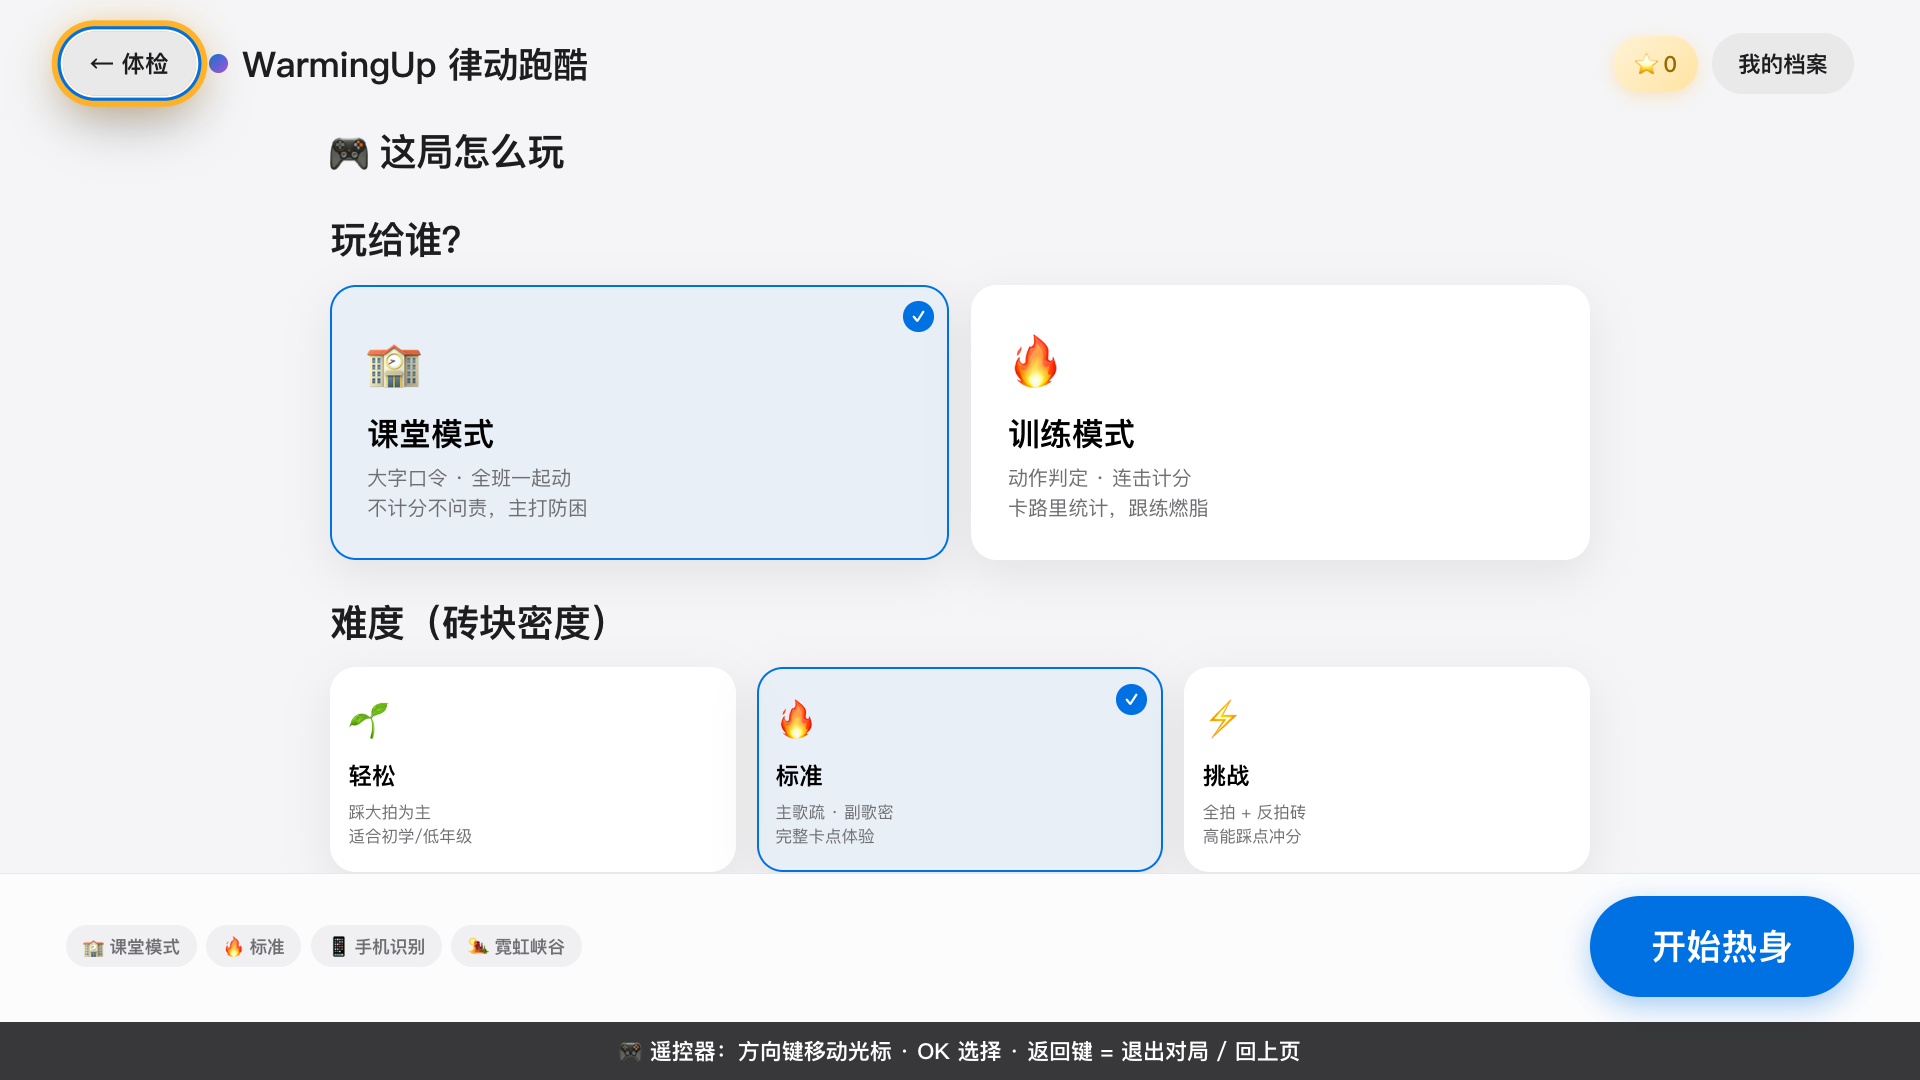 ← 体检
WarmingUp 律动跑酷
⭐ 0
我的档案
🎮 这局怎么玩
玩给谁?
🏫
课堂模式
大字口令 · 全班一起动
不计分不问责，主打防困
🔥
训练模式
动作判定 · 连击计分
卡路里统计，跟练燃脂
难度（砖块密度）
🌱
轻松
踩大拍为主
适合初学/低年级
🔥
标准
主歌疏 · 副歌密
完整卡点体验
⚡
挑战
全拍 + 反拍砖
高能踩点冲分
🏫 课堂模式
🔥 标准
📱 手机识别
霓虹峡谷
开始热身
🎮 遥控器：方向键移动光标 · OK 选择 · 返回键 = 退出对局 / 回上页